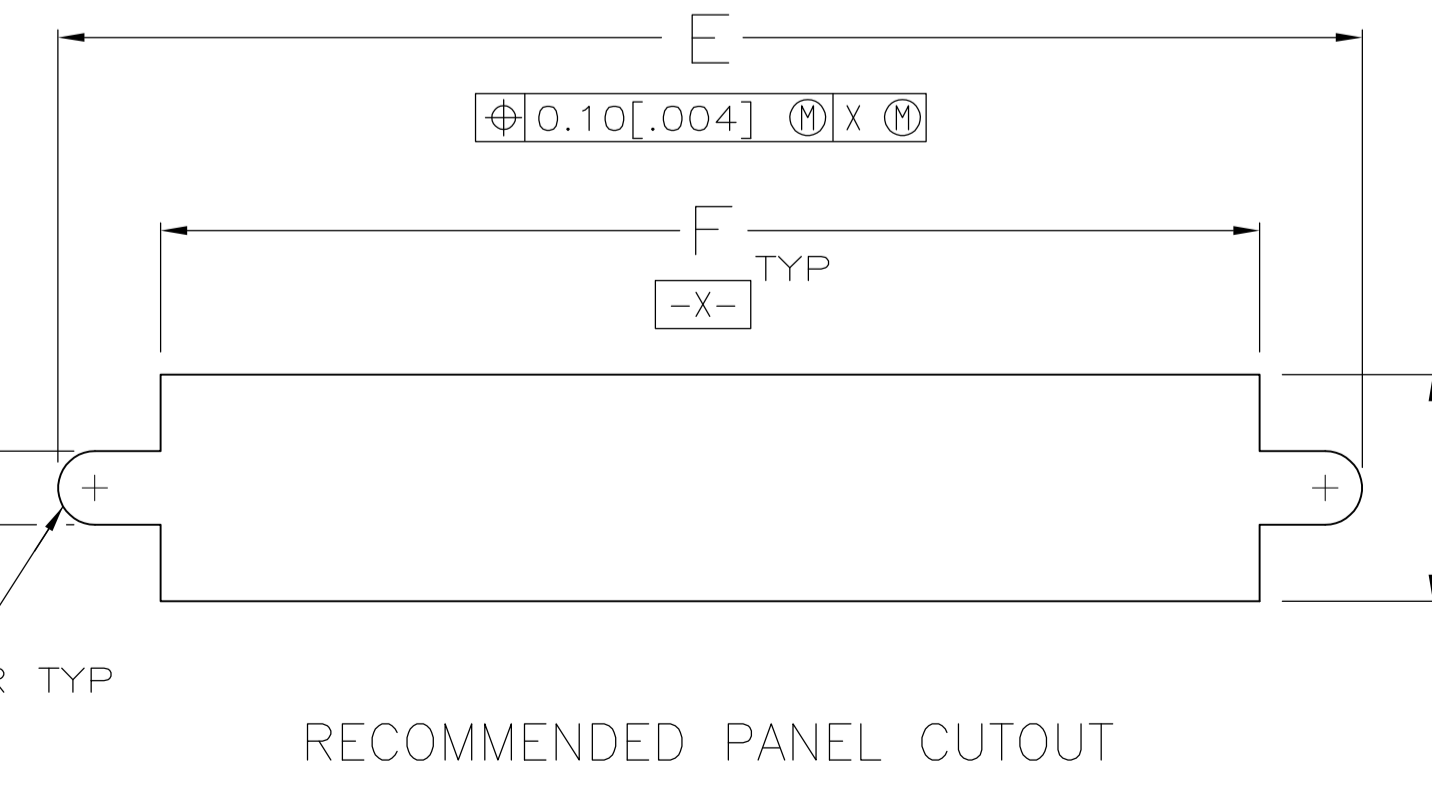 E
⌖ 0.10[.004] Ⓜ X Ⓜ
F
TYP
-X-
R TYP
RECOMMENDED PANEL CUTOUT